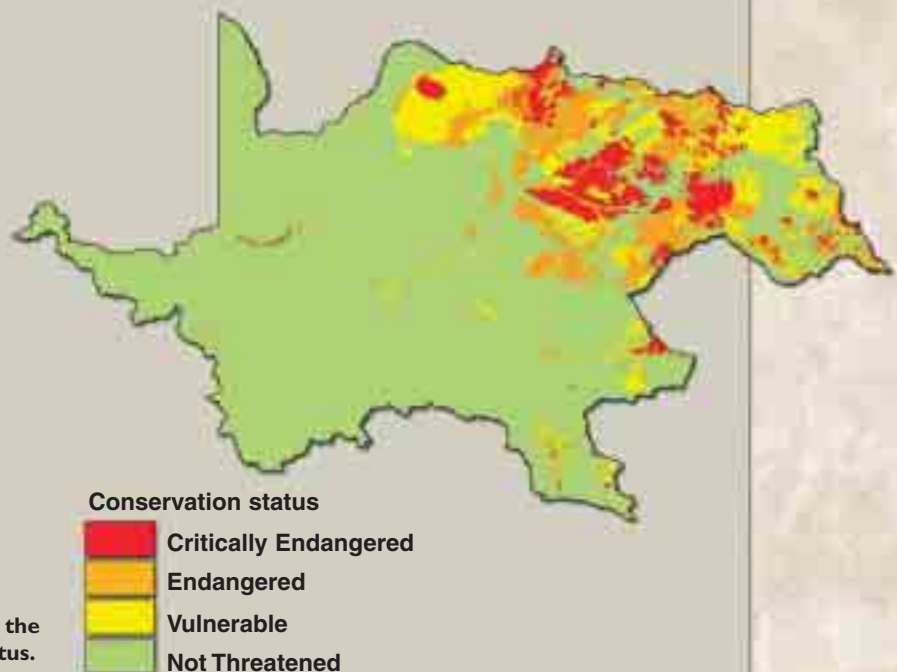 Conservation status
Critically Endangered
Endangered
Vulnerable
Not Threatened
the
tus.